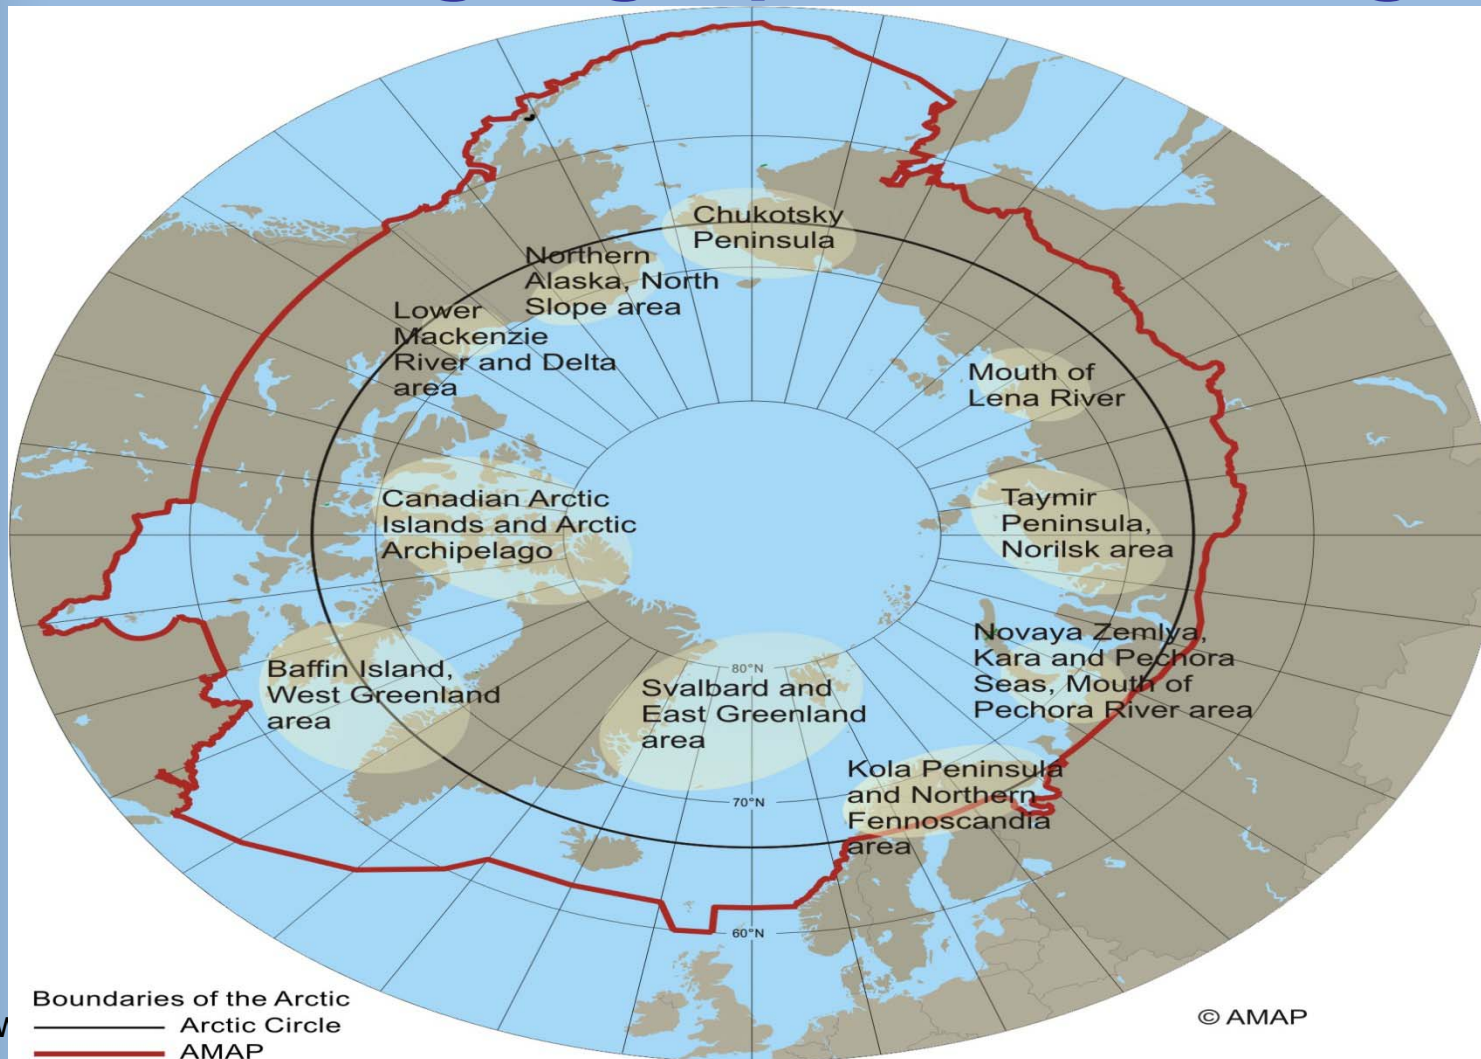 Chukotsky
Peninsula
Northern
Alaska, North
Slope area
Lower
Mackenzie
River and Delta
area
Mouth of
Lena River
Canadian Arctic
Islands and Arctic
Archipelago
Taymir
Peninsula,
Norilsk area
Baffin Island,
West Greenland
area
80°N
Svalbard and
East Greenland
area
Novaya Zemlya,
Kara and Pechora
Seas, Mouth of
Pechora River area
Kola Peninsula
and Northern
Fennoscandia
area
70°N
60°N
Boundaries of the Arctic
Arctic Circle
AMAP
© AMAP